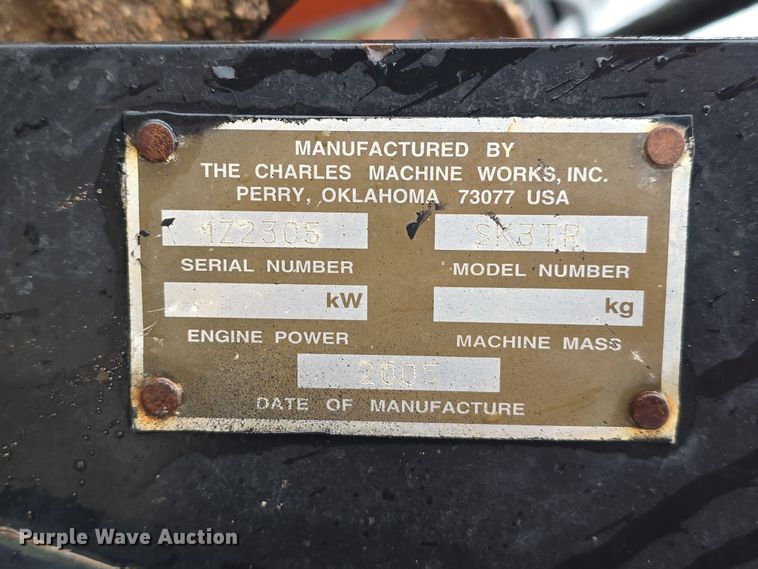 MANUFACTURED BY
THE CHARLES MACHINE WORKS, INC.
PERRY, OKLAHOMA 73077 USA
SK3TR
SERIAL NUMBER MODEL NUMBER
kW kg
ENGINE POWER MACHINE MASS
2005
DATE OF MANUFACTURE
Purple Wave Auction